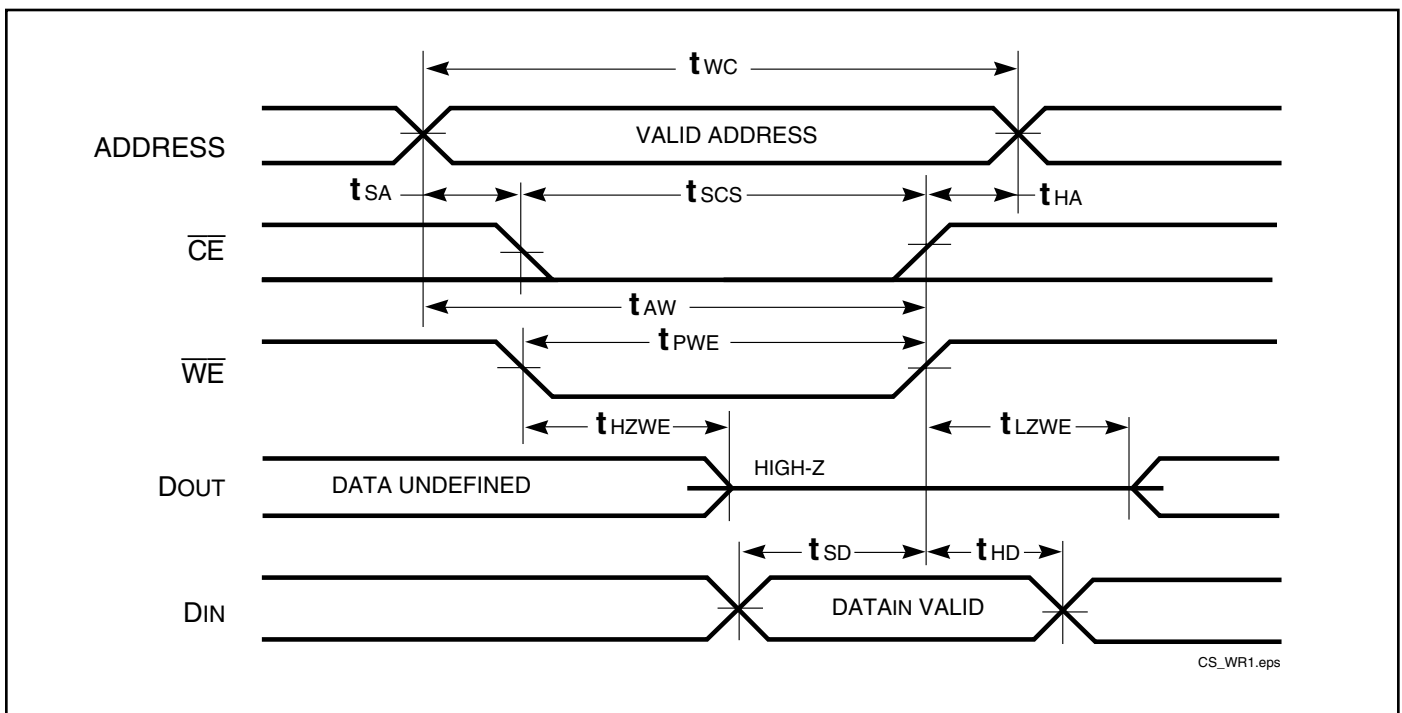 tWC
ADDRESS
VALID ADDRESS
tSA
tSCS
tHA
CE
tAW
tPWE
WE
tHZWE
tLZWE
DOUT
DATA UNDEFINED
HIGH-Z
tSD
tHD
DIN
DATAIN VALID
CS_WR1.eps